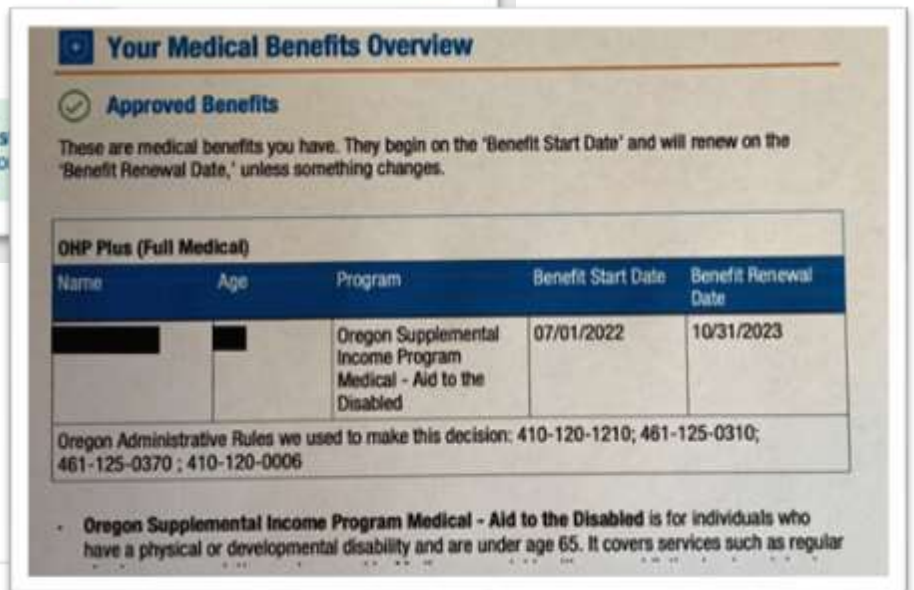 Your Medical Benefits Overview
Approved Benefits
These are medical benefits you have. They begin on the 'Benefit Start Date' and will renew on the
'Benefit Renewal Date,' unless something changes.
OHP Plus (Full Medical)
Name Age Program Benefit Start Date Benefit Renewal
Date
Oregon Supplemental 07/01/2022 10/31/2023
Income Program
Medical - Aid to the
Disabled
Oregon Administrative Rules we used to make this decision: 410-120-1210; 461-125-0310;
461-125-0370 ; 410-120-0006
- Oregon Supplemental Income Program Medical - Aid to the Disabled is for individuals who
have a physical or developmental disability and are under age 65. It covers services such as regular